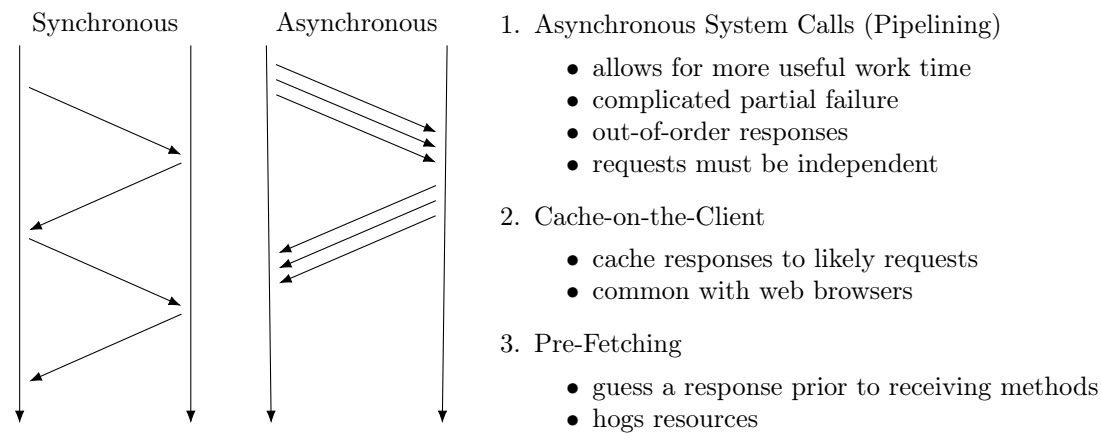 Synchronous
Asynchronous
1. Asynchronous System Calls (Pipelining)
• allows for more useful work time
• complicated partial failure
• out-of-order responses
• requests must be independent
2. Cache-on-the-Client
• cache responses to likely requests
• common with web browsers
3. Pre-Fetching
• guess a response prior to receiving methods
• hogs resources